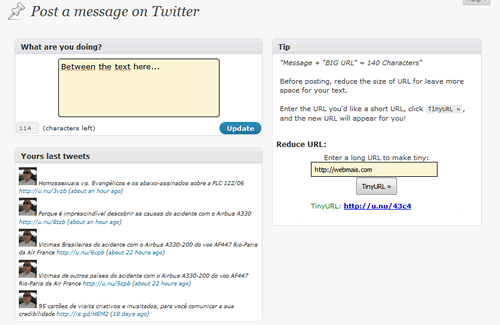 Help
Post a message on Twitter
What are you doing?
Between the text here...
114 (characters left) Update
Yours last tweets
Homossexuais vs. Evangélicos e os abaixo-assinados sobre a PLC 122/06
http://u.nu/3vzb (about an hour ago)
Porque é imprescindível descobrir as causas do acidente com o Airbus A330
http://u.nu/8tzb (about an hour ago)
Vitimas Brasileiras do acidente com o Airbus A330-200 do voo AF447 Rio-Paris
da Air France http://u.nu/6cpb (about 22 hours ago)
Vitimas de outros países do acidente com o Airbus A330-200 do voo AF447
Rio-Paris da Air France http://u.nu/5cpb (about 22 hours ago)
95 cartões de visita criativos e inusitados, para você comunicar a sua
credibilidade http://is.gd/HEM2 (18 days ago)
Tip
"Message + "BIG URL" = 140 Characters"
Before posting, reduce the size of URL for leave more
space for your text.
Enter the URL you'd like a short URL, click TinyURL » ,
and the new URL will appear for you!
Reduce URL:
Enter a long URL to make tiny:
http://webmais.com
TinyURL »
TinyURL: http://u.nu/43c4